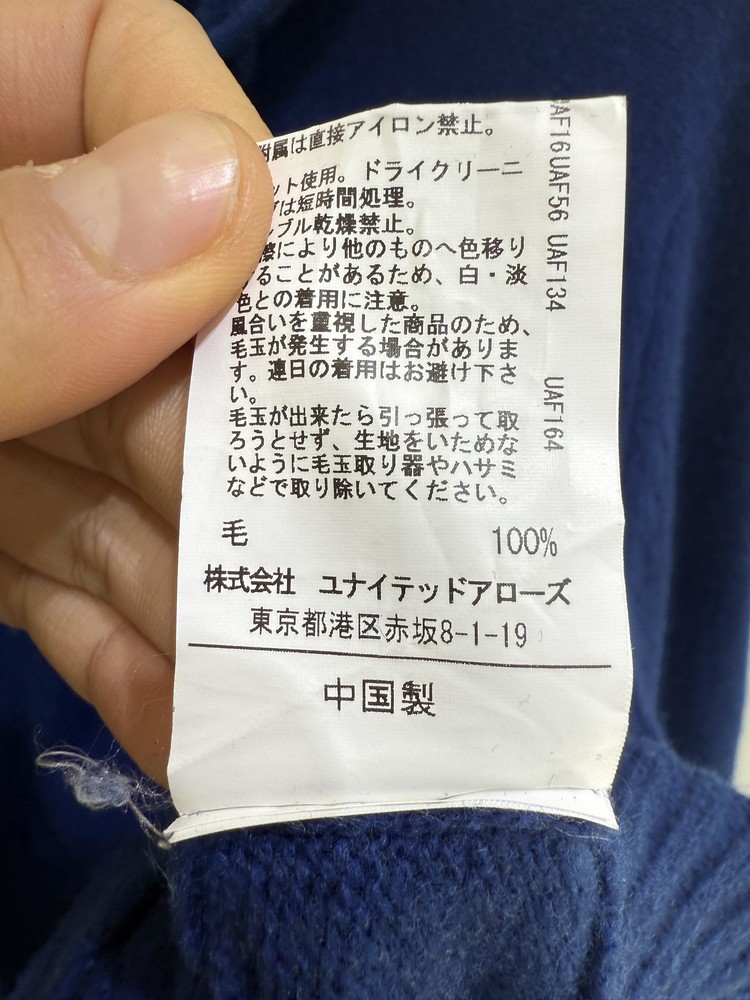 附属は直接アイロン禁止。
ット使用。ドライクリーニ
グは短時間処理。
ブル乾燥禁止。
擦により他のものへ色移り
ることがあるため、白・淡
色との着用に注意。
風合いを重視した商品のため、
毛玉が発生する場合がありま
す。連日の着用はお避け下さ
い。
毛玉が出来たら引っ張って取
ろうとせず、生地をいためな
いように毛玉取り器やハサミ
などで取り除いてください。
毛 100%
株式会社 ユナイテッドアローズ
東京都港区赤坂8-1-19
中国製
UAF16UAF56 UAF134 UAF164